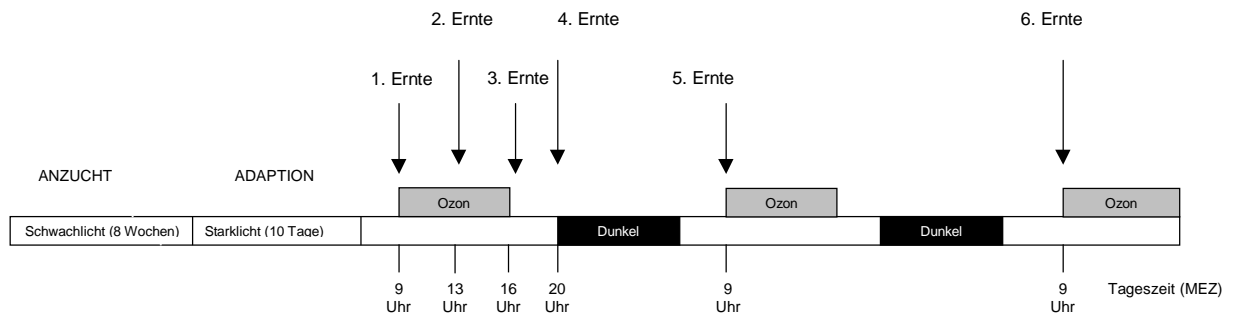 2. Ernte 4. Ernte 6. Ernte
1. Ernte 3. Ernte 5. Ernte
ANZUCHT ADAPTION
Ozon Ozon Ozon
Schwachlicht (8 Wochen) Starklicht (10 Tage) Dunkel Dunkel
9 13 16 20 9 9 Tageszeit (MEZ)
Uhr Uhr Uhr Uhr Uhr Uhr